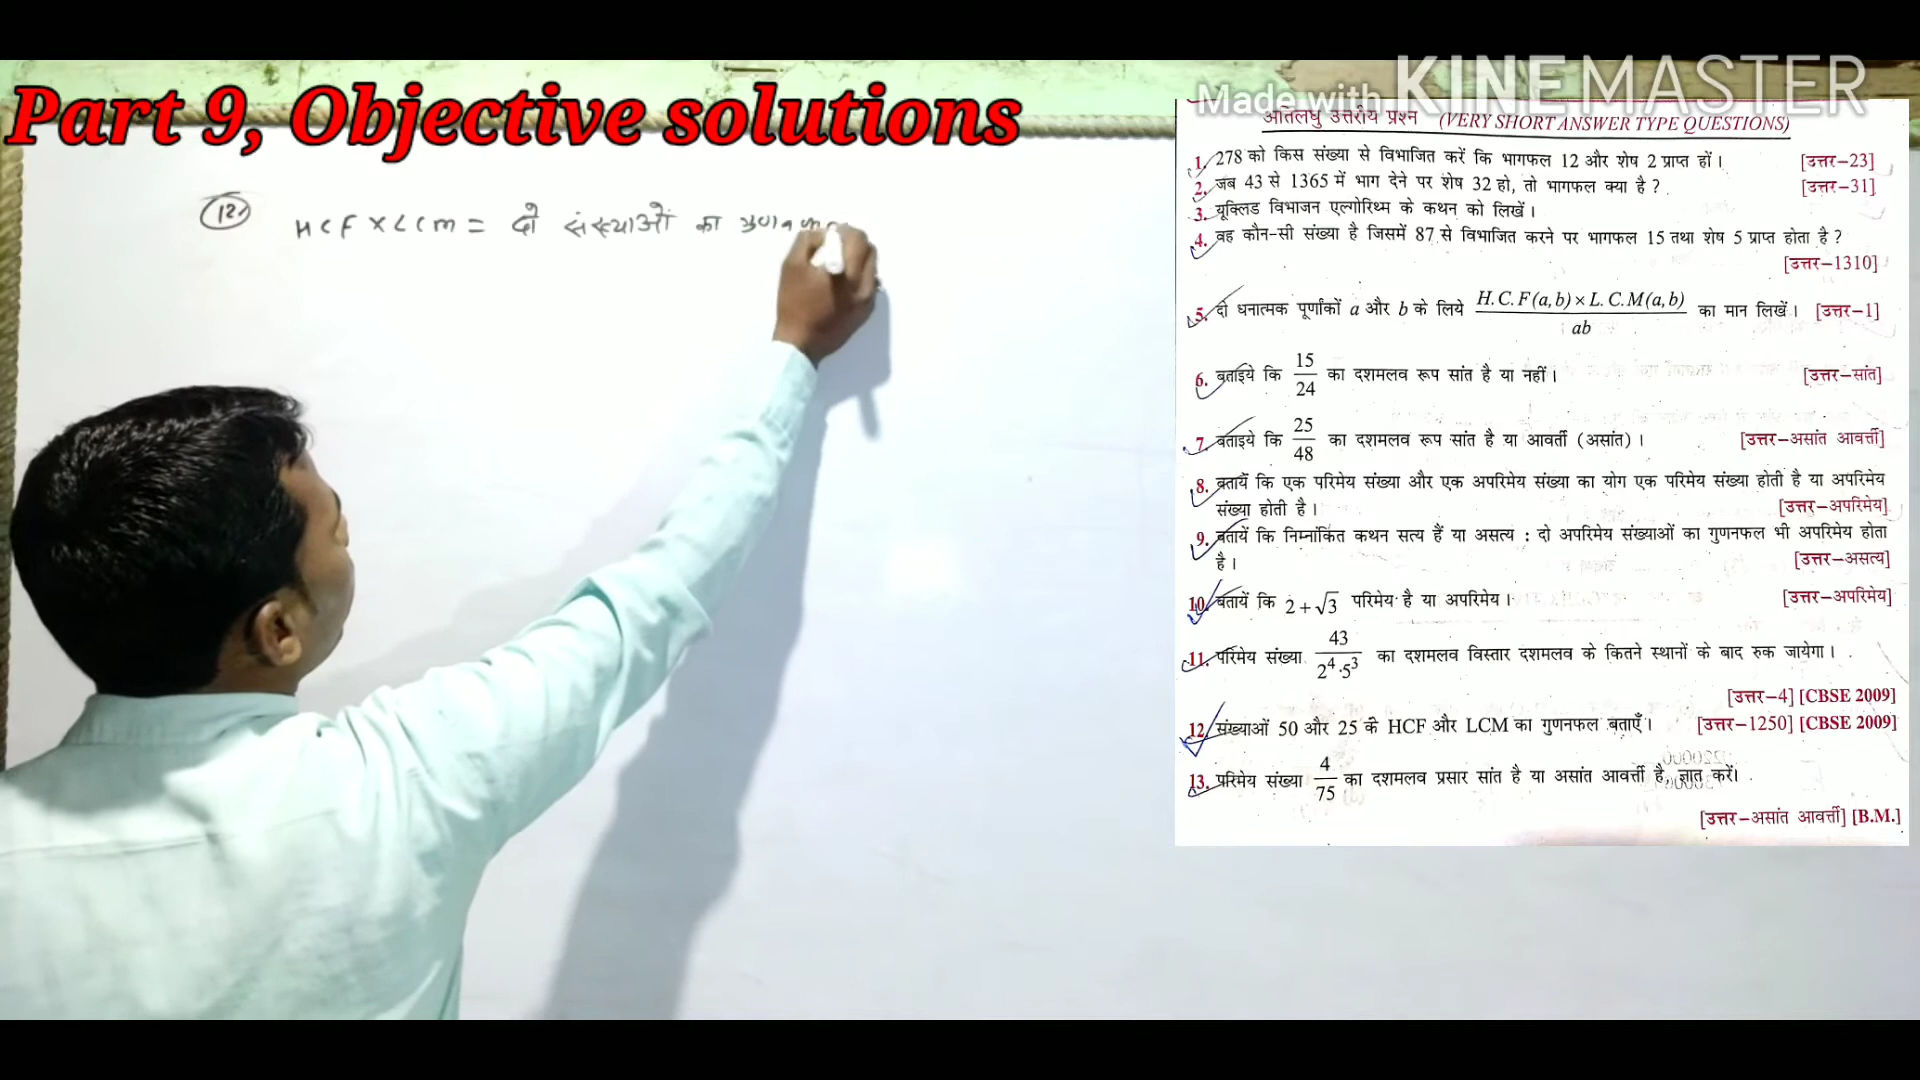 Part 9, Objective solutions
Made with KINEMASTER
12.
HCF × LCM = दो संख्याओं का गुणनफल
अतिलघु उत्तरीय प्रश्न (VERY SHORT ANSWER TYPE QUESTIONS)
1. 278 को किस संख्या से विभाजित करें कि भागफल 12 और शेष 2 प्राप्त हों। [उत्तर–23]
2. जब 43 से 1365 में भाग देने पर शेष 32 हो, तो भागफल क्या है ? [उत्तर–31]
3. यूक्लिड विभाजन एल्गोरिथ्म के कथन को लिखें।
4. वह कौन-सी संख्या है जिसमें 87 से विभाजित करने पर भागफल 15 तथा शेष 5 प्राप्त होता है ?
[उत्तर–1310]
5. दो धनात्मक पूर्णांकों a और b के लिये H.C.F(a,b)×L.C.M(a,b)/ab का मान लिखें। [उत्तर–1]
6. बताइये कि 15/24 का दशमलव रूप सांत है या नहीं। [उत्तर–सांत]
7. बताइये कि 25/48 का दशमलव रूप सांत है या आवर्ती (असांत)। [उत्तर–असांत आवर्त्ती]
8. बतायें कि एक परिमेय संख्या और एक अपरिमेय संख्या का योग एक परिमेय संख्या होती है या अपरिमेय
संख्या होती है। [उत्तर–अपरिमेय]
9. बतायें कि निम्नांकित कथन सत्य हैं या असत्य : दो अपरिमेय संख्याओं का गुणनफल भी अपरिमेय होता
है। [उत्तर–असत्य]
10. बतायें कि 2+√3 परिमेय है या अपरिमेय। [उत्तर–अपरिमेय]
11. परिमेय संख्या 43/2⁴·5³ का दशमलव विस्तार दशमलव के कितने स्थानों के बाद रुक जायेगा।
[उत्तर–4] [CBSE 2009]
12. संख्याओं 50 और 25 के HCF और LCM का गुणनफल बताएँ। [उत्तर–1250] [CBSE 2009]
13. परिमेय संख्या 4/75 का दशमलव प्रसार सांत है या असांत आवर्त्ती है, ज्ञात करें।
[उत्तर–असांत आवर्त्ती] [B.M.]